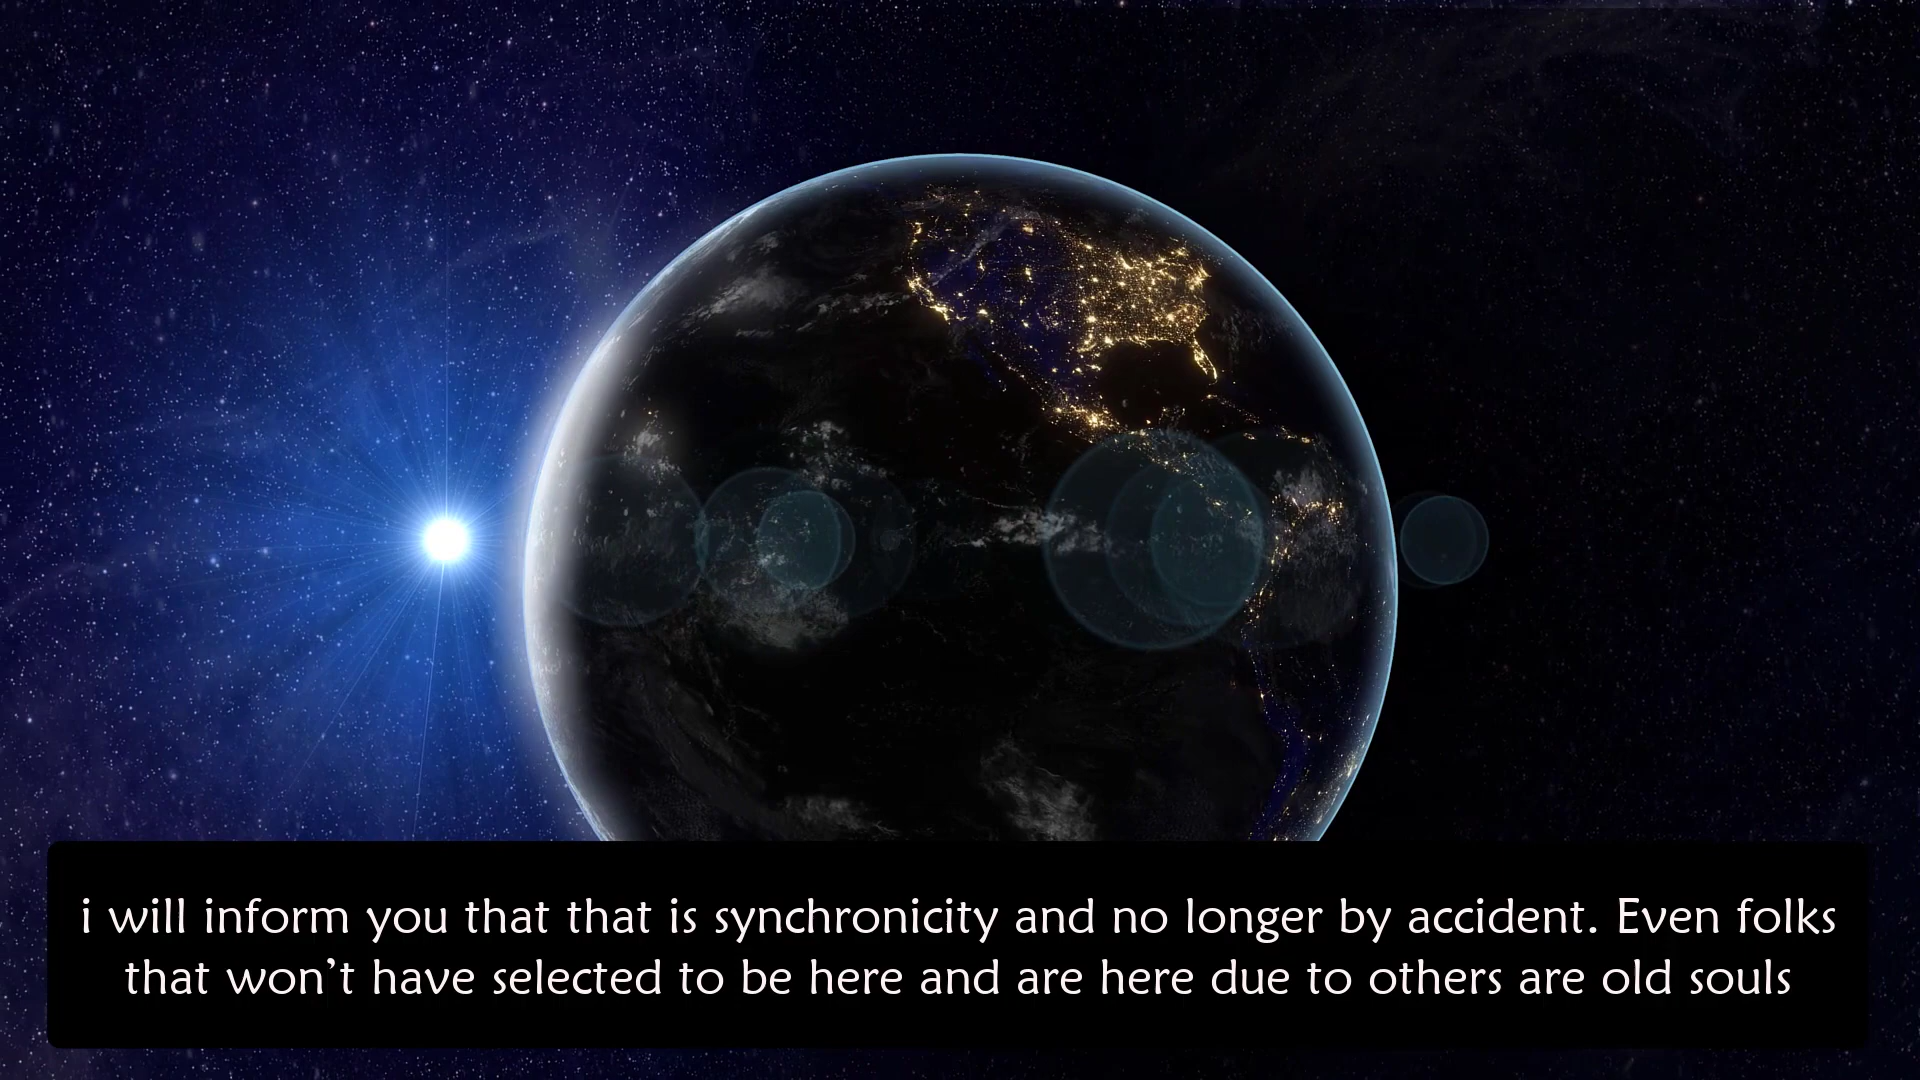 i will inform you that that is synchronicity and no longer by accident. Even folks
that won’t have selected to be here and are here due to others are old souls